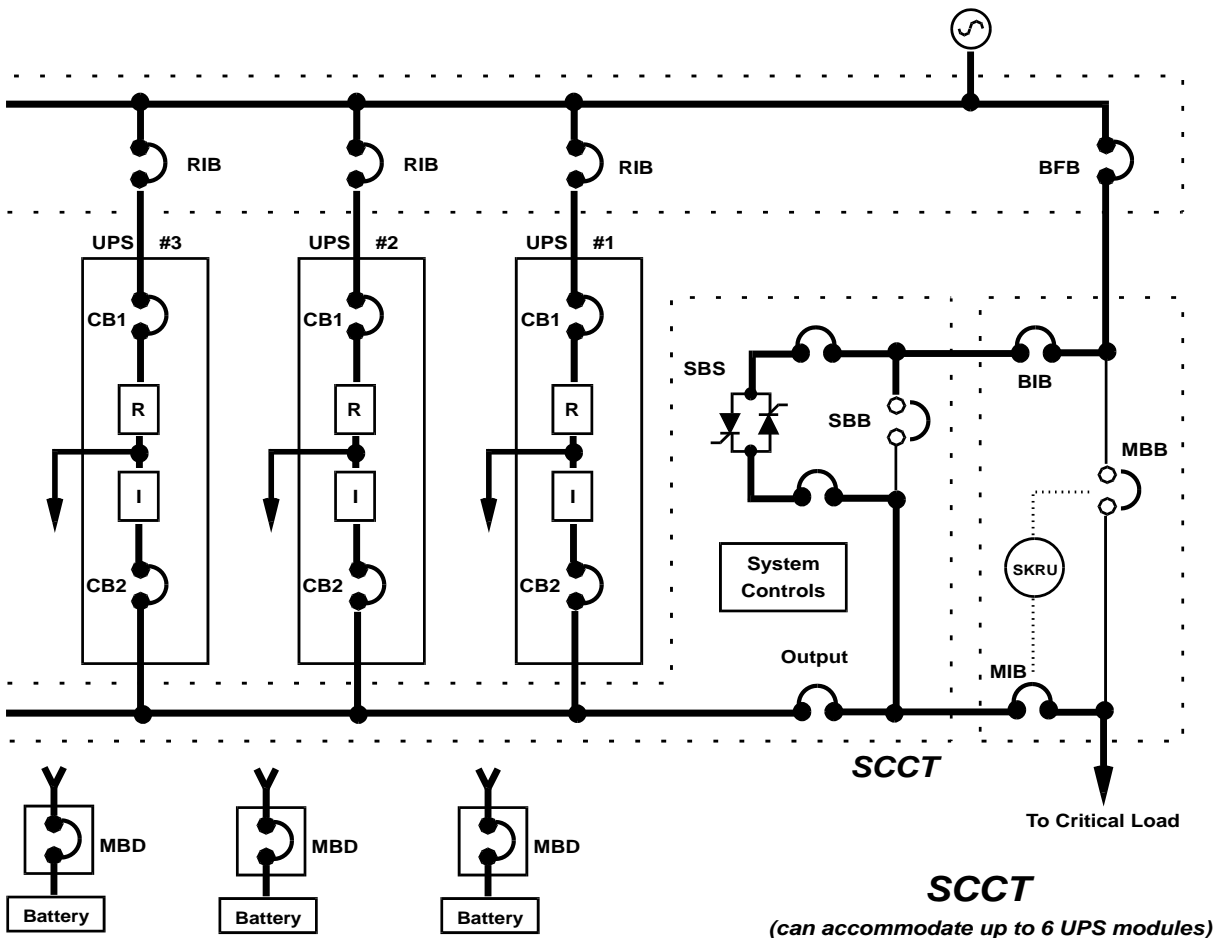 RIB
RIB
RIB
BFB
UPS #3
UPS #2
UPS #1
CB1
CB1
CB1
SBS
BIB
SBB
R
R
R
MBB
I
I
I
System
Controls
SKRU
CB2
CB2
CB2
Output
MIB
SCCT
To Critical Load
MBD
MBD
MBD
SCCT
Battery
Battery
Battery
(can accommodate up to 6 UPS modules)